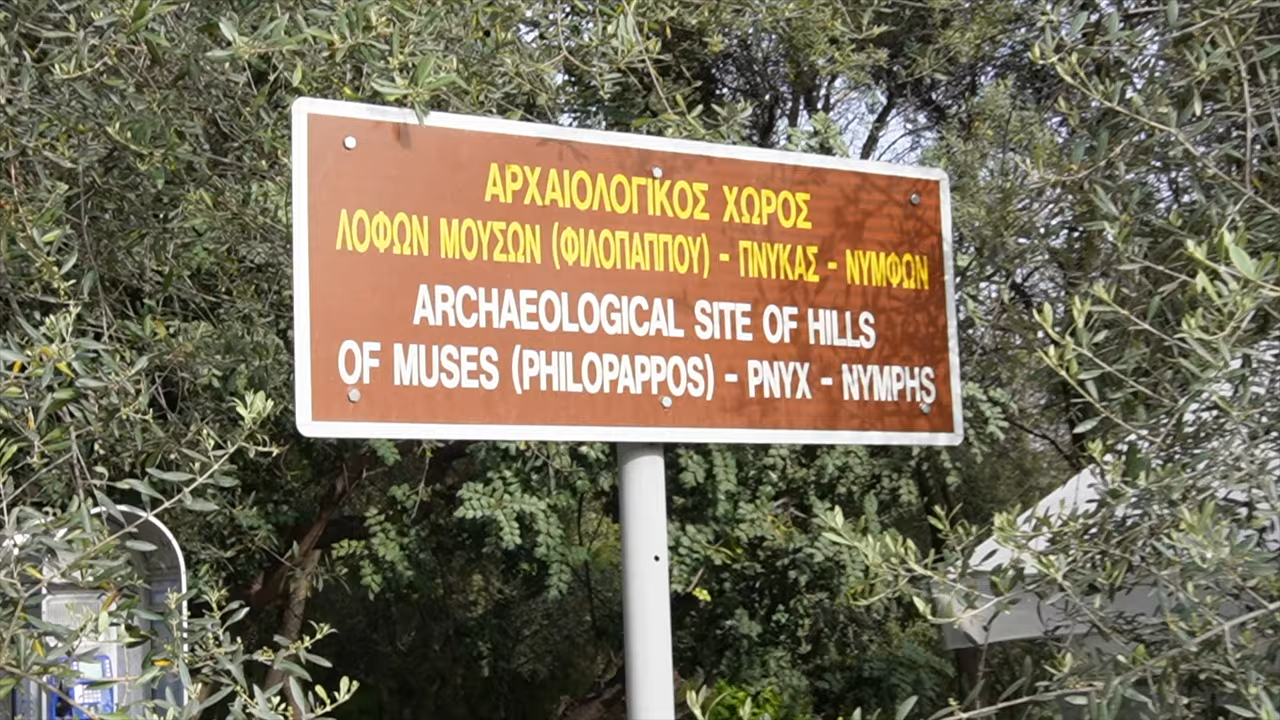 ΑΡΧΑΙΟΛΟΓΙΚΟΣ ΧΩΡΟΣ
ΛΟΦΩΝ ΜΟΥΣΩΝ (ΦΙΛΟΠΑΠΠΟΥ) - ΠΝΥΚΑΣ - ΝΥΜΦΩΝ
ARCHAEOLOGICAL SITE OF HILLS
OF MUSES (PHILOPAPPOS) - PNYX - NYMPHS